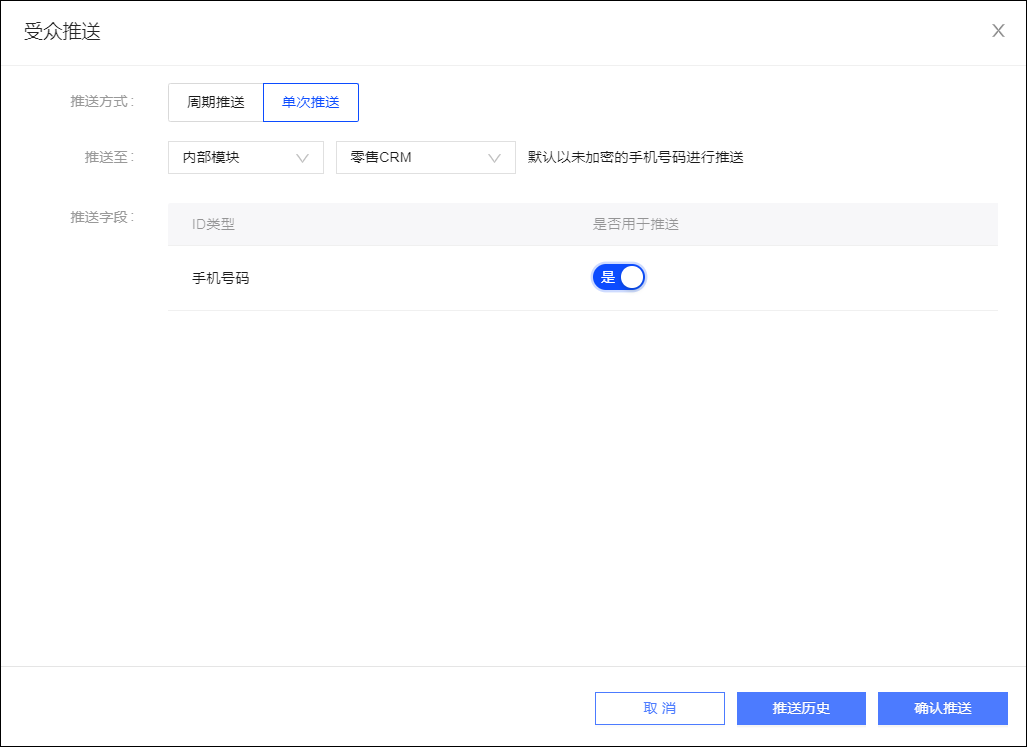 受众推送
推送方式：
周期推送 单次推送
推送至：
内部模块 零售CRM 默认以未加密的手机号码进行推送
推送字段：
ID类型 是否用于推送
手机号码 是
取 消 推送历史 确认推送